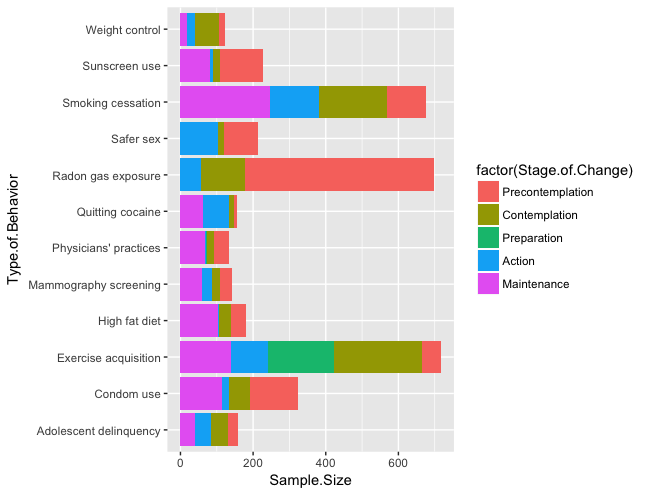 Type.of.Behavior
Weight control
Sunscreen use
Smoking cessation
Safer sex
Radon gas exposure
Quitting cocaine
Physicians' practices
Mammography screening
High fat diet
Exercise acquisition
Condom use
Adolescent delinquency
0 200 400 600
Sample.Size
factor(Stage.of.Change)
Precontemplation
Contemplation
Preparation
Action
Maintenance